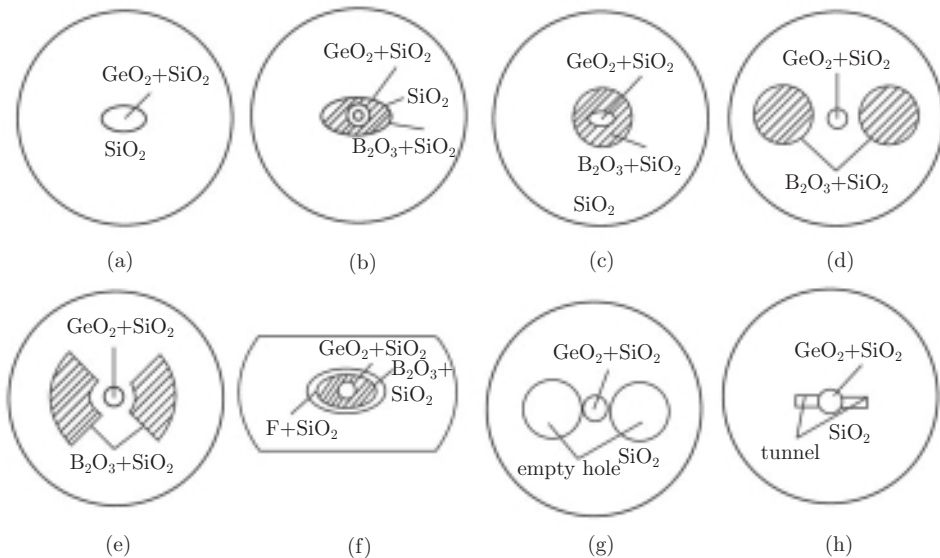 GeO₂+SiO₂
SiO₂
(a)
GeO₂+SiO₂
SiO₂
B₂O₃+SiO₂
(b)
GeO₂+SiO₂
B₂O₃+SiO₂
SiO₂
(c)
GeO₂+SiO₂
B₂O₃+SiO₂
(d)
GeO₂+SiO₂
B₂O₃+SiO₂
(e)
GeO₂+SiO₂
B₂O₃+
SiO₂
F+SiO₂
(f)
GeO₂+SiO₂
SiO₂
empty hole
(g)
GeO₂+SiO₂
SiO₂
tunnel
(h)